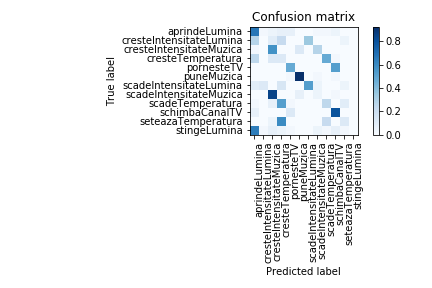 Confusion matrix
aprindeLumina
cresteIntensitateLumina
cresteIntensitateMuzica
cresteTemperatura
pornesteTV
puneMuzica
scadeIntensitateLumina
scadeIntensitateMuzica
scadeTemperatura
schimbaCanalTV
seteazaTemperatura
stingeLumina
True label
aprindeLumina
cresteIntensitateLumina
cresteIntensitateMuzica
cresteTemperatura
pornesteTV
puneMuzica
scadeIntensitateLumina
scadeIntensitateMuzica
scadeTemperatura
schimbaCanalTV
seteazaTemperatura
stingeLumina
Predicted label
0.8
0.6
0.4
0.2
0.0